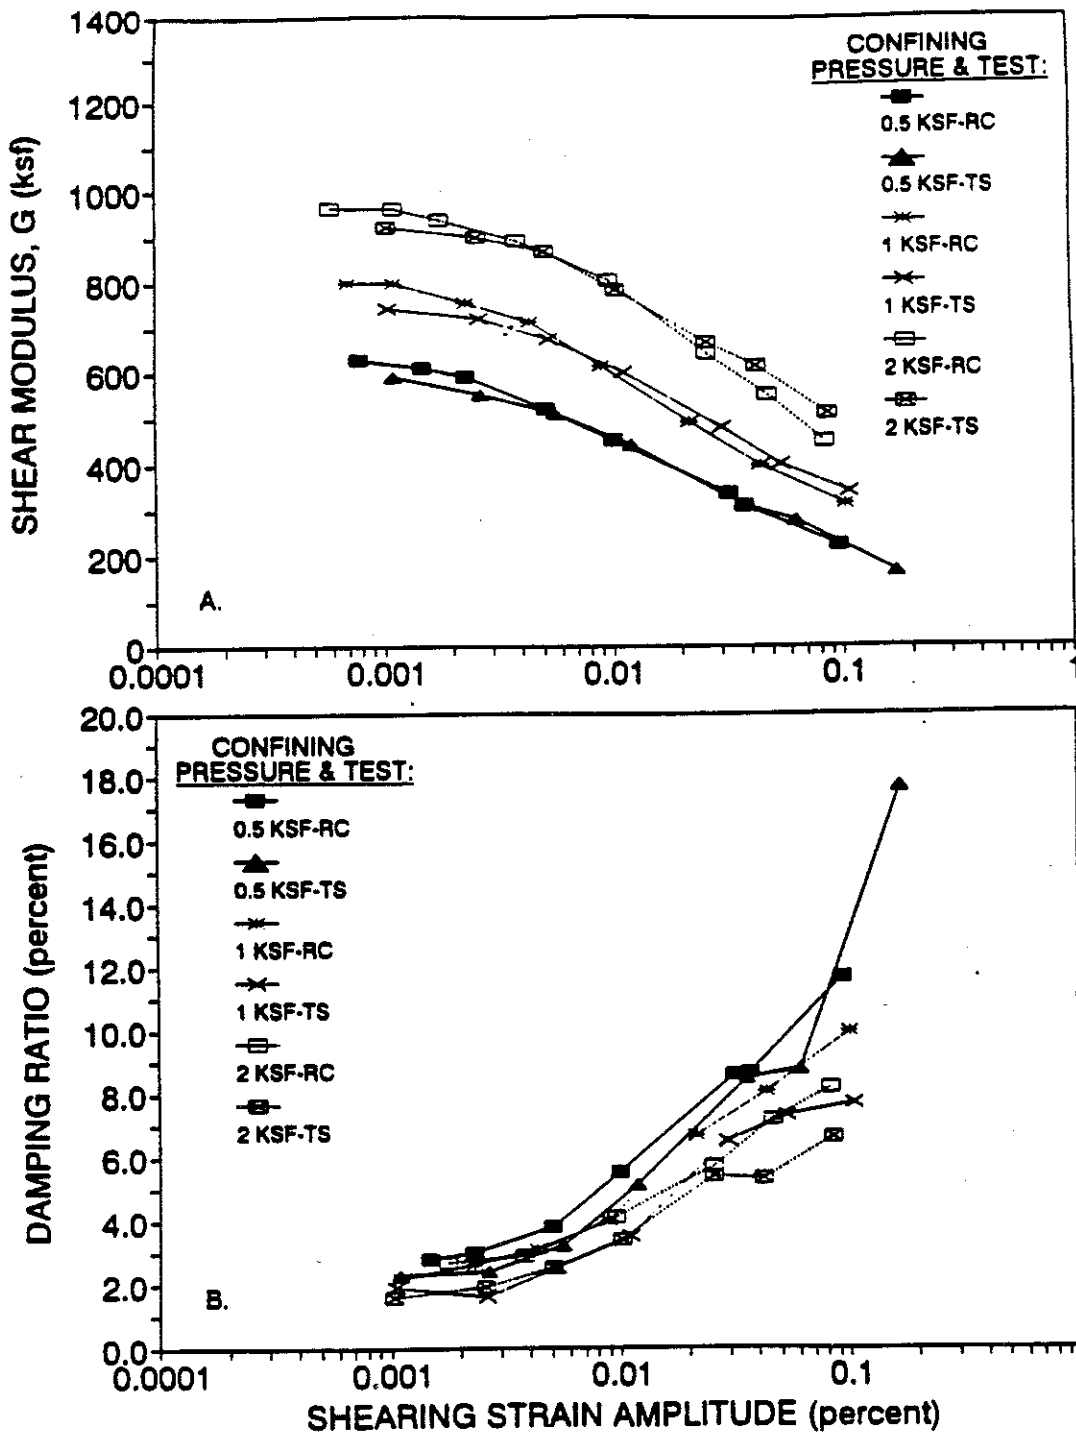 1400
1200
1000
800
600
400
200
0
SHEAR MODULUS, G (ksf)
CONFINING
PRESSURE & TEST:
0.5 KSF-RC
0.5 KSF-TS
1 KSF-RC
1 KSF-TS
2 KSF-RC
2 KSF-TS
A.
0.0001 0.001 0.01 0.1 1
20.0
18.0
16.0
14.0
12.0
10.0
8.0
6.0
4.0
2.0
0.0
DAMPING RATIO (percent)
CONFINING
PRESSURE & TEST:
0.5 KSF-RC
0.5 KSF-TS
1 KSF-RC
1 KSF-TS
2 KSF-RC
2 KSF-TS
B.
0.0001 0.001 0.01 0.1
SHEARING STRAIN AMPLITUDE (percent)